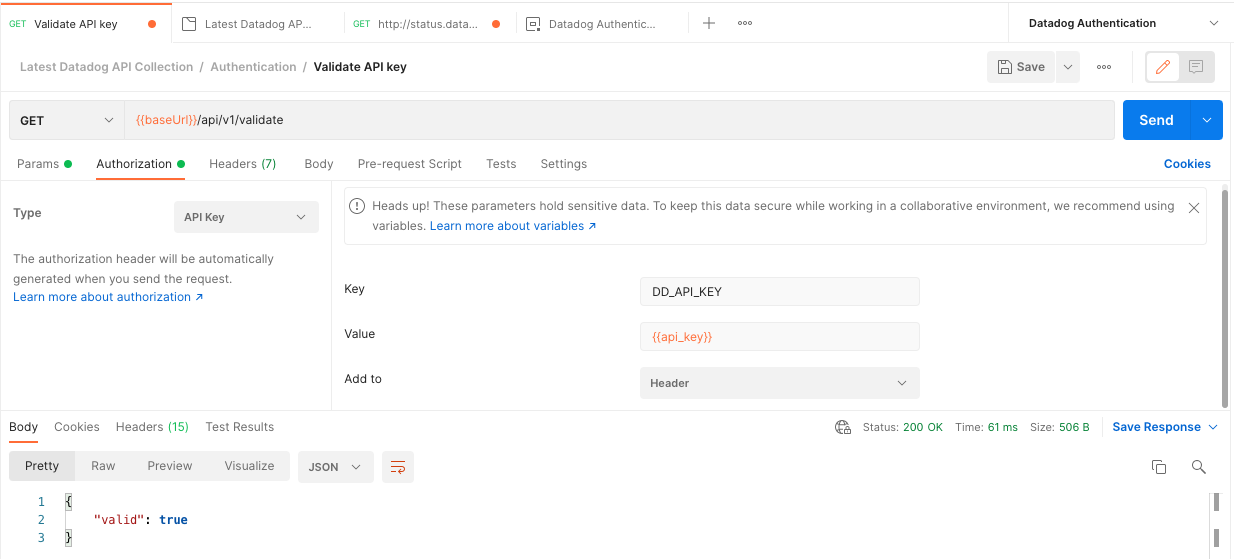 GET Validate API key
Latest Datadog AP...
GET http://status.data...
Datadog Authentic...
Datadog Authentication
Latest Datadog API Collection / Authentication / Validate API key
Save
GET
{{baseUrl}}/api/v1/validate
Send
Params Authorization Headers (7) Body Pre-request Script Tests Settings Cookies
Type
API Key
The authorization header will be automatically
generated when you send the request.
Learn more about authorization ↗
Heads up! These parameters hold sensitive data. To keep this data secure while working in a collaborative environment, we recommend using
variables. Learn more about variables ↗
Key DD_API_KEY
Value {{api_key}}
Add to Header
Body Cookies Headers (15) Test Results Status: 200 OK Time: 61 ms Size: 506 B Save Response
Pretty Raw Preview Visualize JSON
1 {
2 "valid": true
3 }